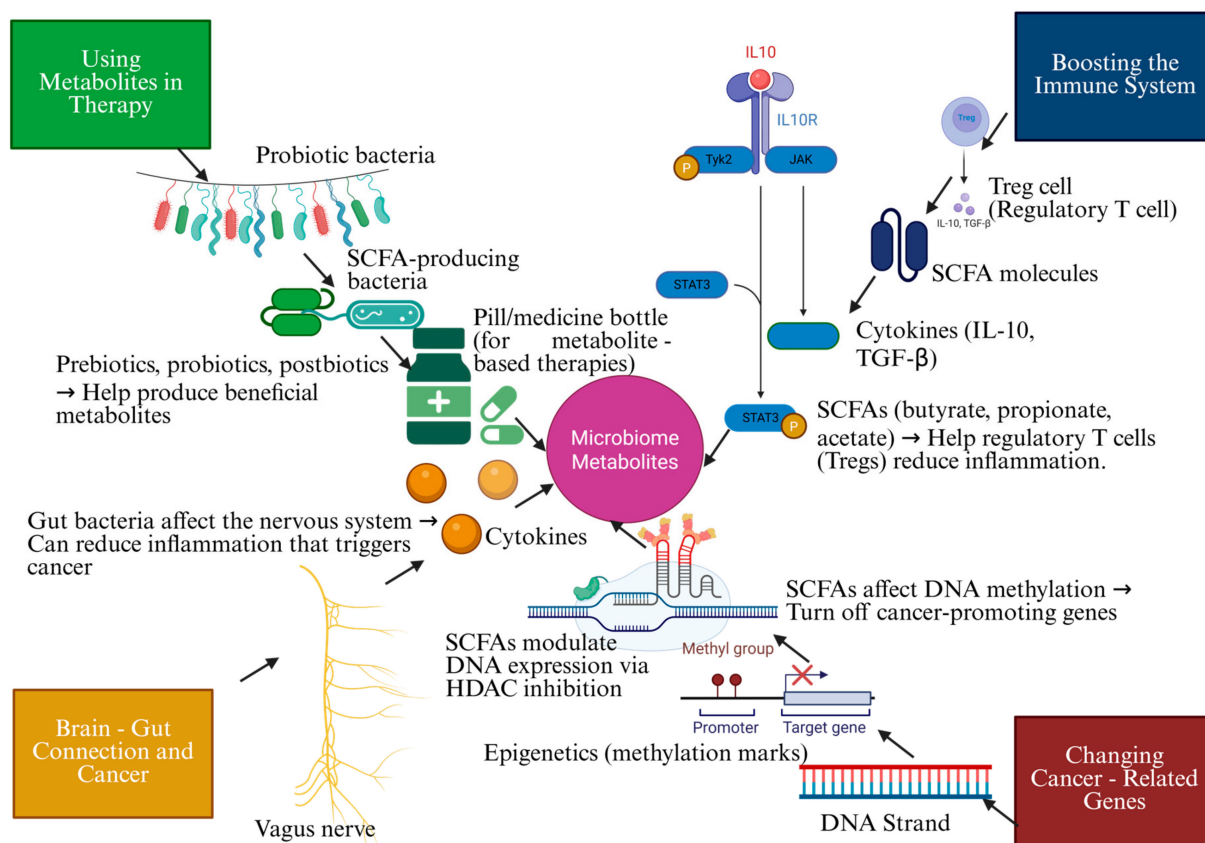 Using
Metabolites in
Therapy
Probiotic bacteria
SCFA-producing
bacteria
Pill/medicine bottle
(for metabolite -
based therapies)
Prebiotics, probiotics, postbiotics
→ Help produce beneficial
metabolites
IL10
IL10R
P
Tyk2
JAK
STAT3
STAT3
P
Boosting the
Immune System
Treg
Treg cell
(Regulatory T cell)
IL-10, TGF-β
SCFA molecules
Cytokines (IL-10,
TGF-β)
SCFAs (butyrate, propionate,
acetate) → Help regulatory T cells
(Tregs) reduce inflammation.
Microbiome
Metabolites
Gut bacteria affect the nervous system →
Can reduce inflammation that triggers
cancer
Cytokines
SCFAs affect DNA methylation →
Turn off cancer-promoting genes
SCFAs modulate
DNA expression via
HDAC inhibition
Methyl group
Promoter
Target gene
Epigenetics (methylation marks)
Brain - Gut
Connection and
Cancer
Vagus nerve
DNA Strand
Changing
Cancer - Related
Genes